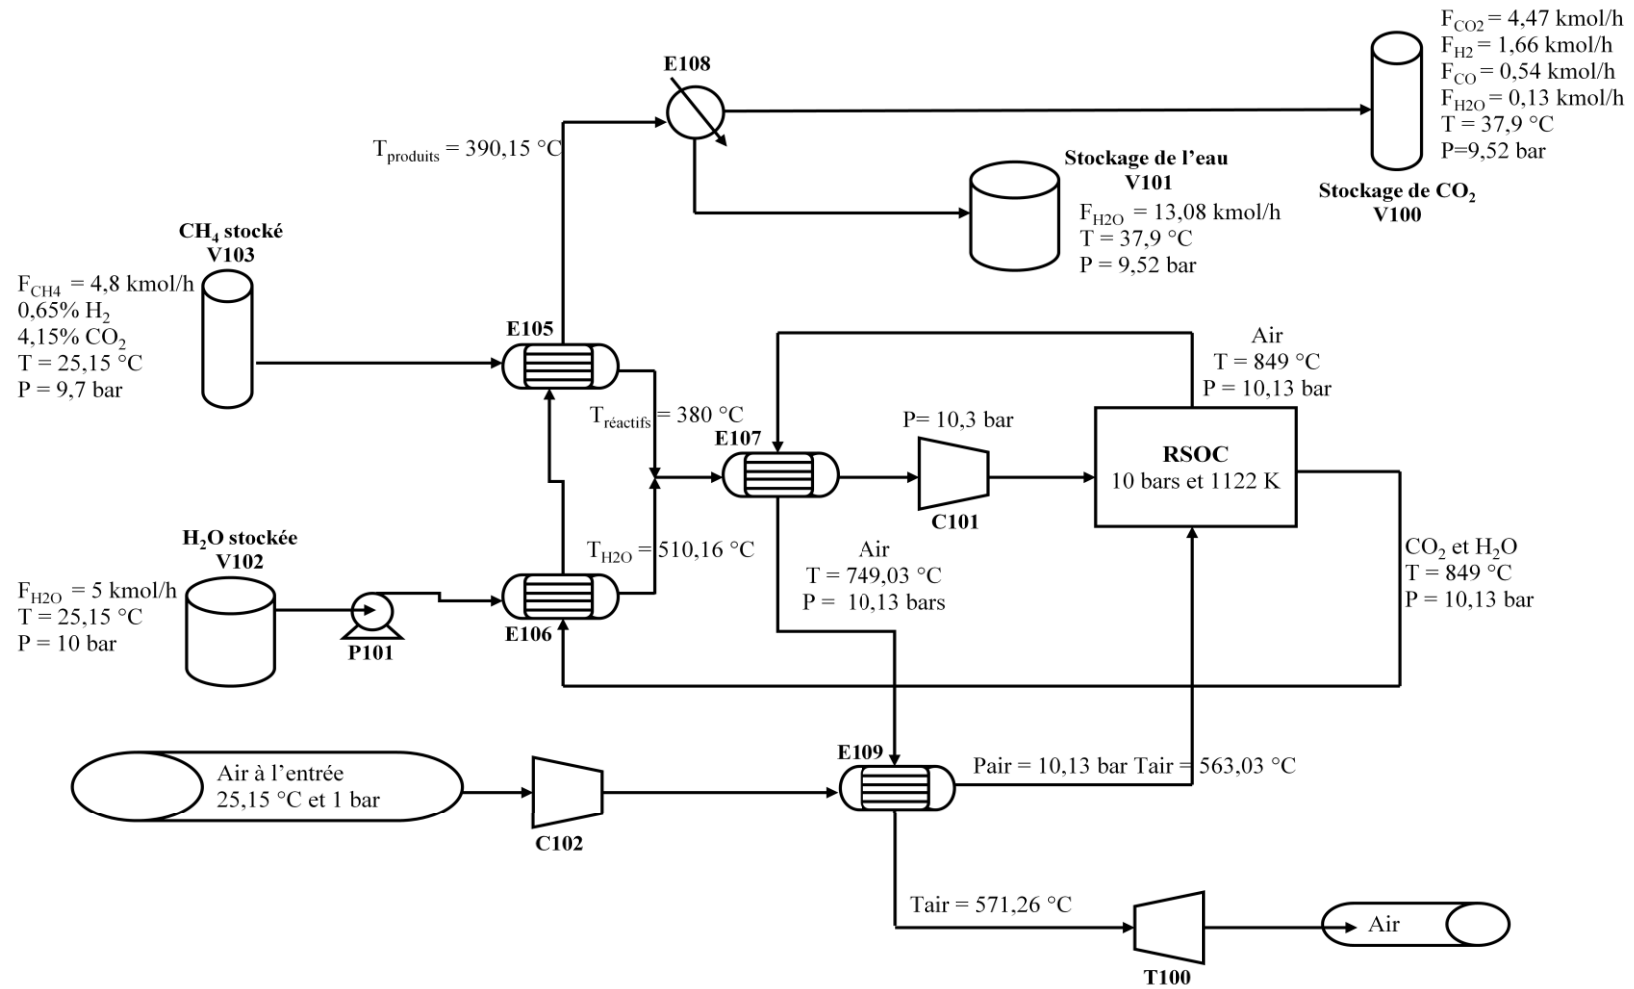 F_CO2 = 4,47 kmol/h
F_H2 = 1,66 kmol/h
F_CO = 0,54 kmol/h
F_H2O = 0,13 kmol/h
T = 37,9 °C
P=9,52 bar
Stockage de CO₂
V100
E108
T_produits = 390,15 °C
Stockage de l’eau
V101
F_H2O = 13,08 kmol/h
T = 37,9 °C
P = 9,52 bar
CH₄ stocké
V103
F_CH4 = 4,8 kmol/h
0,65% H₂
4,15% CO₂
T = 25,15 °C
P = 9,7 bar
E105
T_réactifs = 380 °C
E107
P= 10,3 bar
C101
Air
T = 849 °C
P = 10,13 bar
RSOC
10 bars et 1122 K
H₂O stockée
V102
F_H2O = 5 kmol/h
T = 25,15 °C
P = 10 bar
P101
E106
T_H2O = 510,16 °C
Air
T = 749,03 °C
P = 10,13 bars
CO₂ et H₂O
T = 849 °C
P = 10,13 bar
Air à l’entrée
25,15 °C et 1 bar
C102
E109
Pair = 10,13 bar Tair = 563,03 °C
Tair = 571,26 °C
T100
Air